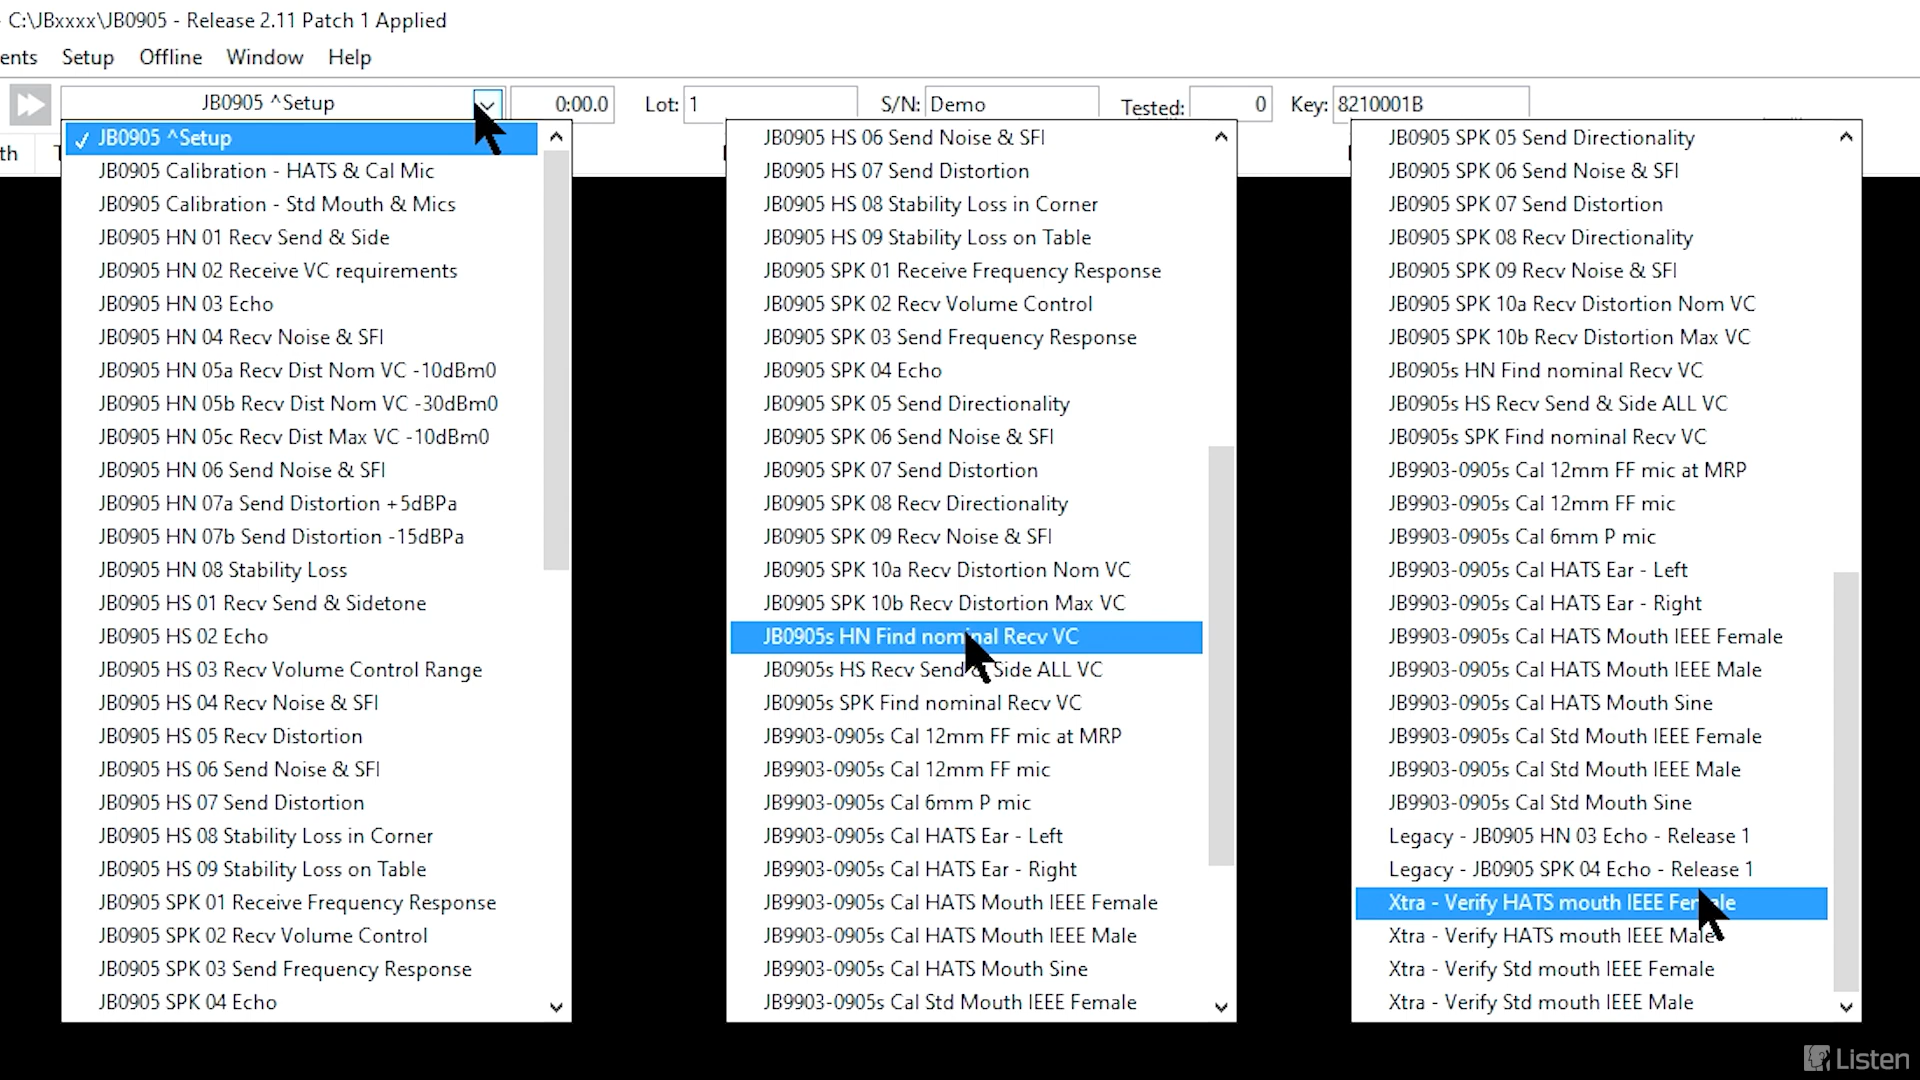 - C:\JBxxxx\JB0905 - Release 2.11 Patch 1 Applied
ents Setup Offline Window Help
JB0905 ^Setup 0:00.0 Lot: 1 S/N: Demo Tested: 0 Key: 8210001B
th
✓ JB0905 ^Setup
JB0905 Calibration - HATS & Cal Mic
JB0905 Calibration - Std Mouth & Mics
JB0905 HN 01 Recv Send & Side
JB0905 HN 02 Receive VC requirements
JB0905 HN 03 Echo
JB0905 HN 04 Recv Noise & SFI
JB0905 HN 05a Recv Dist Nom VC -10dBm0
JB0905 HN 05b Recv Dist Nom VC -30dBm0
JB0905 HN 05c Recv Dist Max VC -10dBm0
JB0905 HN 06 Send Noise & SFI
JB0905 HN 07a Send Distortion +5dBPa
JB0905 HN 07b Send Distortion -15dBPa
JB0905 HN 08 Stability Loss
JB0905 HS 01 Recv Send & Sidetone
JB0905 HS 02 Echo
JB0905 HS 03 Recv Volume Control Range
JB0905 HS 04 Recv Noise & SFI
JB0905 HS 05 Recv Distortion
JB0905 HS 06 Send Noise & SFI
JB0905 HS 07 Send Distortion
JB0905 HS 08 Stability Loss in Corner
JB0905 HS 09 Stability Loss on Table
JB0905 SPK 01 Receive Frequency Response
JB0905 SPK 02 Recv Volume Control
JB0905 SPK 03 Send Frequency Response
JB0905 SPK 04 Echo
JB0905 HS 06 Send Noise & SFI
JB0905 HS 07 Send Distortion
JB0905 HS 08 Stability Loss in Corner
JB0905 HS 09 Stability Loss on Table
JB0905 SPK 01 Receive Frequency Response
JB0905 SPK 02 Recv Volume Control
JB0905 SPK 03 Send Frequency Response
JB0905 SPK 04 Echo
JB0905 SPK 05 Send Directionality
JB0905 SPK 06 Send Noise & SFI
JB0905 SPK 07 Send Distortion
JB0905 SPK 08 Recv Directionality
JB0905 SPK 09 Recv Noise & SFI
JB0905 SPK 10a Recv Distortion Nom VC
JB0905 SPK 10b Recv Distortion Max VC
JB0905s HN Find nominal Recv VC
JB0905s HS Recv Send & Side ALL VC
JB0905s SPK Find nominal Recv VC
JB9903-0905s Cal 12mm FF mic at MRP
JB9903-0905s Cal 12mm FF mic
JB9903-0905s Cal 6mm P mic
JB9903-0905s Cal HATS Ear - Left
JB9903-0905s Cal HATS Ear - Right
JB9903-0905s Cal HATS Mouth IEEE Female
JB9903-0905s Cal HATS Mouth IEEE Male
JB9903-0905s Cal HATS Mouth Sine
JB9903-0905s Cal Std Mouth IEEE Female
JB0905 SPK 05 Send Directionality
JB0905 SPK 06 Send Noise & SFI
JB0905 SPK 07 Send Distortion
JB0905 SPK 08 Recv Directionality
JB0905 SPK 09 Recv Noise & SFI
JB0905 SPK 10a Recv Distortion Nom VC
JB0905 SPK 10b Recv Distortion Max VC
JB0905s HN Find nominal Recv VC
JB0905s HS Recv Send & Side ALL VC
JB0905s SPK Find nominal Recv VC
JB9903-0905s Cal 12mm FF mic at MRP
JB9903-0905s Cal 12mm FF mic
JB9903-0905s Cal 6mm P mic
JB9903-0905s Cal HATS Ear - Left
JB9903-0905s Cal HATS Ear - Right
JB9903-0905s Cal HATS Mouth IEEE Female
JB9903-0905s Cal HATS Mouth IEEE Male
JB9903-0905s Cal HATS Mouth Sine
JB9903-0905s Cal Std Mouth IEEE Female
JB9903-0905s Cal Std Mouth IEEE Male
JB9903-0905s Cal Std Mouth Sine
Legacy - JB0905 HN 03 Echo - Release 1
Legacy - JB0905 SPK 04 Echo - Release 1
Xtra - Verify HATS mouth IEEE Female
Xtra - Verify HATS mouth IEEE Male
Xtra - Verify Std mouth IEEE Female
Xtra - Verify Std mouth IEEE Male
Listen